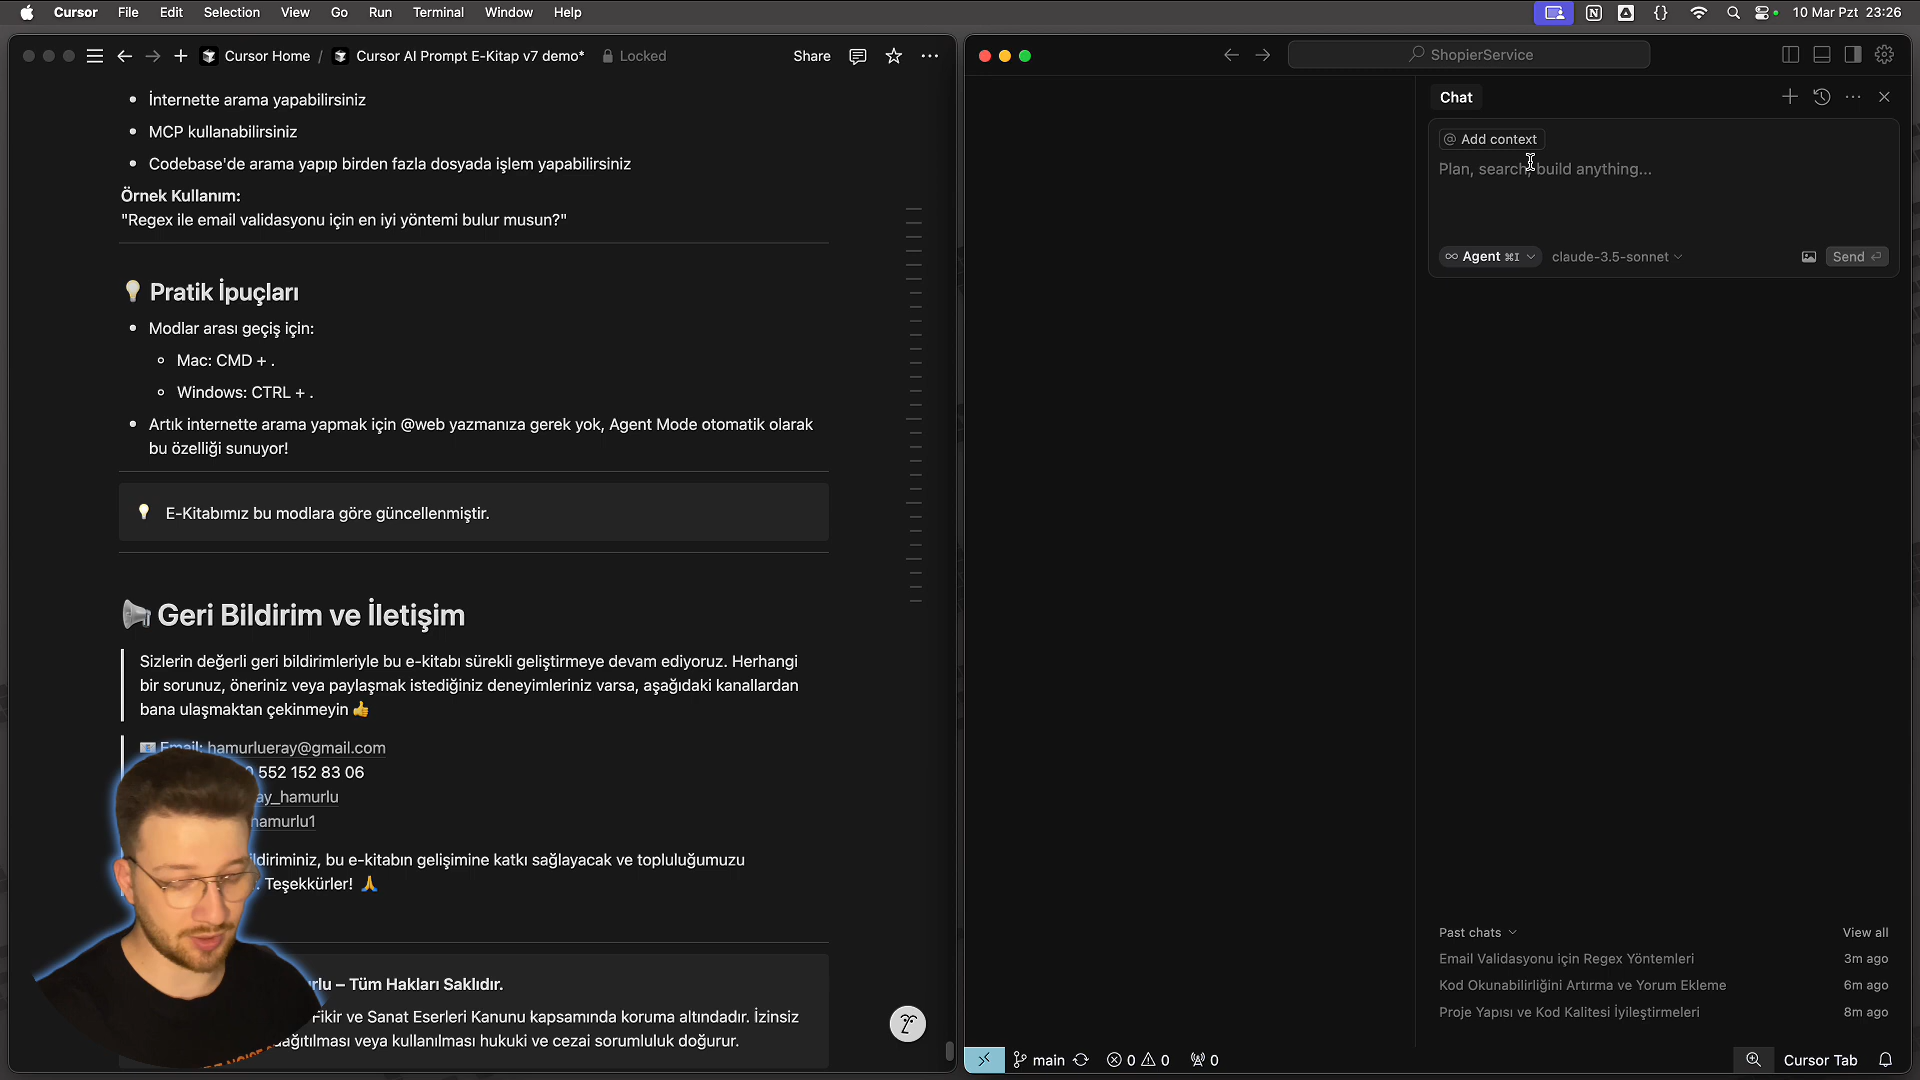 Cursor File Edit Selection View Go Run Terminal Window Help
10 Mar Pzt 23:26
Cursor Home / Cursor AI Prompt E-Kitap v7 demo* Locked
Share
İnternette arama yapabilirsiniz
MCP kullanabilirsiniz
Codebase'de arama yapıp birden fazla dosyada işlem yapabilirsiniz
Örnek Kullanım:
"Regex ile email validasyonu için en iyi yöntemi bulur musun?"
Pratik İpuçları
Modlar arası geçiş için:
Mac: CMD + .
Windows: CTRL + .
Artık internette arama yapmak için @web yazmanıza gerek yok, Agent Mode otomatik olarak
bu özelliği sunuyor!
E-Kitabımız bu modlara göre güncellenmiştir.
Geri Bildirim ve İletişim
Sizlerin değerli geri bildirimleriyle bu e-kitabı sürekli geliştirmeye devam ediyoruz. Herhangi
bir sorunuz, öneriniz veya paylaşmak istediğiniz deneyimleriniz varsa, aşağıdaki kanallardan
bana ulaşmaktan çekinmeyin
Email: hamurlueray@gmail.com
552 152 83 06
ay_hamurlu
hamurlu1
ildiriminiz, bu e-kitabın gelişimine katkı sağlayacak ve topluluğumuzu
. Teşekkürler!
rlu – Tüm Hakları Saklıdır.
Fikir ve Sanat Eserleri Kanunu kapsamında koruma altındadır. İzinsiz
dağıtılması veya kullanılması hukuki ve cezai sorumluluk doğurur.
ShopierService
Chat
@ Add context
Plan, search, build anything...
Agent ⌘I
claude-3.5-sonnet
Send
Past chats
View all
Email Validasyonu için Regex Yöntemleri 3m ago
Kod Okunabilirliğini Artırma ve Yorum Ekleme 6m ago
Proje Yapısı ve Kod Kalitesi İyileştirmeleri 8m ago
main 0 0 0
Cursor Tab